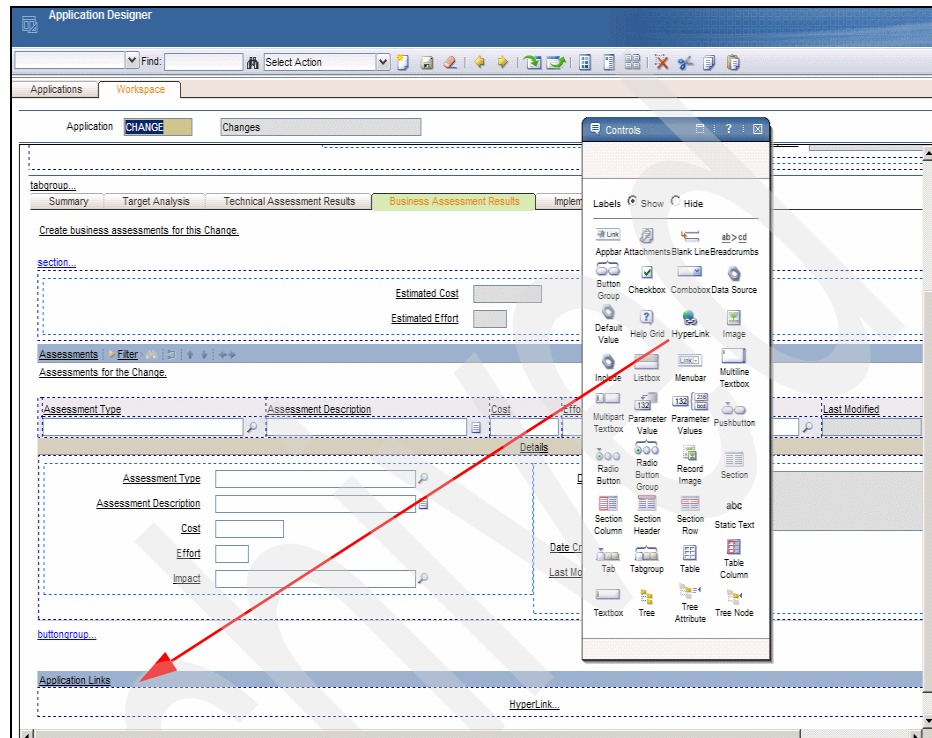 Application Designer
Find:
Select Action
Applications
Workspace
Application
CHANGE
Changes
tabgroup...
Summary
Target Analysis
Technical Assessment Results
Business Assessment Results
Implem
Create business assessments for this Change.
section...
Estimated Cost
Estimated Effort
Assessments
Filter
Assessments for the Change.
Assessment Type
Assessment Description
Cost
Effo
Last Modified
Details
Assessment Type
Assessment Description
Cost
Effort
Impact
D
Date Cr
Last Mo
buttongroup...
Application Links
HyperLink...
Controls
Labels Show Hide
Link
ab>cd
Appbar Attachments Blank Line Breadcrumbs
Button Group
Checkbox Combobox Data Source
Default Value
Help Grid HyperLink Image
Include Listbox Menubar
Multiline Textbox
Multipart Textbox
Parameter Value
Parameter Values
Pushbutton
Radio Button
Radio Button Group
Record Image
Section
abc
Section Column
Section Header
Section Row
Static Text
Tab Tabgroup Table
Table Column
Textbox Tree
Tree Attribute
Tree Node